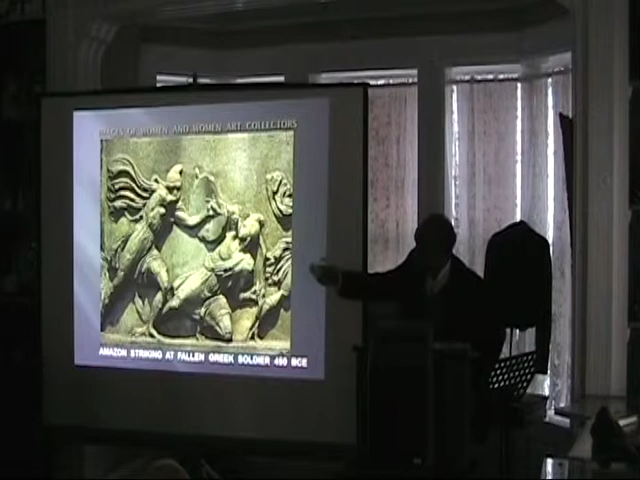 IMAGES OF WOMEN AND WOMEN ART COLLECTORS
AMAZON STRIKING AT FALLEN GREEK SOLDIER 450 BCE